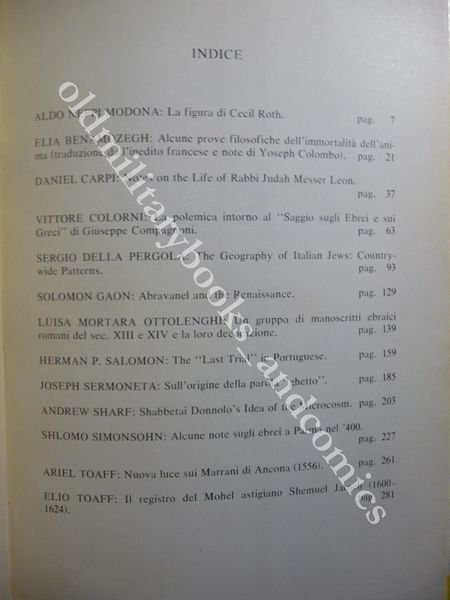 INDICE
ALDO NEPPI MODONA: La figura di Cecil Roth. pag. 7
ELIA BENAMOZEGH: Alcune prove filosofiche dell'immortalità dell'ani-
ma (traduzione dall'inedito francese e note di Yoseph Colombo). pag. 21
DANIEL CARPI: Notes on the Life of Rabbi Judah Messer Leon.
pag. 37
VITTORE COLORNI: La polemica intorno al "Saggio sugli Ebrei e sui
Greci" di Giuseppe Compagnoni. pag. 63
SERGIO DELLA PERGOLA: The Geography of Italian Jews: Country-
wide Patterns. pag. 93
SOLOMON GAON: Abravanel and the Renaissance. pag. 129
LUISA MORTARA OTTOLENGHI: Un gruppo di manoscritti ebraici
romani del sec. XIII e XIV e la loro decorazione. pag. 139
HERMAN P. SALOMON: The "Last Trial" in Portuguese. pag. 159
JOSEPH SERMONETA: Sull'origine della parola "ghetto". pag. 185
ANDREW SHARF: Shabbetai Donnolo's Idea of the Microcosm. pag. 203
SHLOMO SIMONSOHN: Alcune note sugli ebrei a Parma nel '400.
pag. 227
ARIEL TOAFF: Nuova luce sui Marrani di Ancona (1556). pag. 261
ELIO TOAFF: Il registro del Mohel astigiano Shemuel (1600-
1624). pag. 281
oldmilitarybooks_andcomics